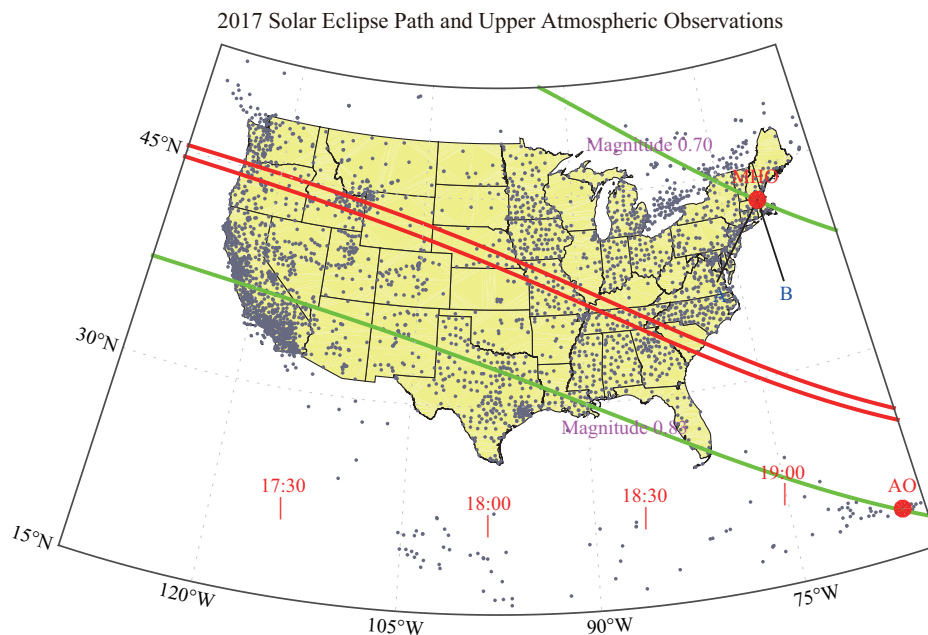 2017 Solar Eclipse Path and Upper Atmospheric Observations
45°N
Magnitude 0.70
MHO
A
B
30°N
Magnitude 0.83
17:30
18:00
18:30
19:00
AO
15°N
120°W
105°W
90°W
75°W